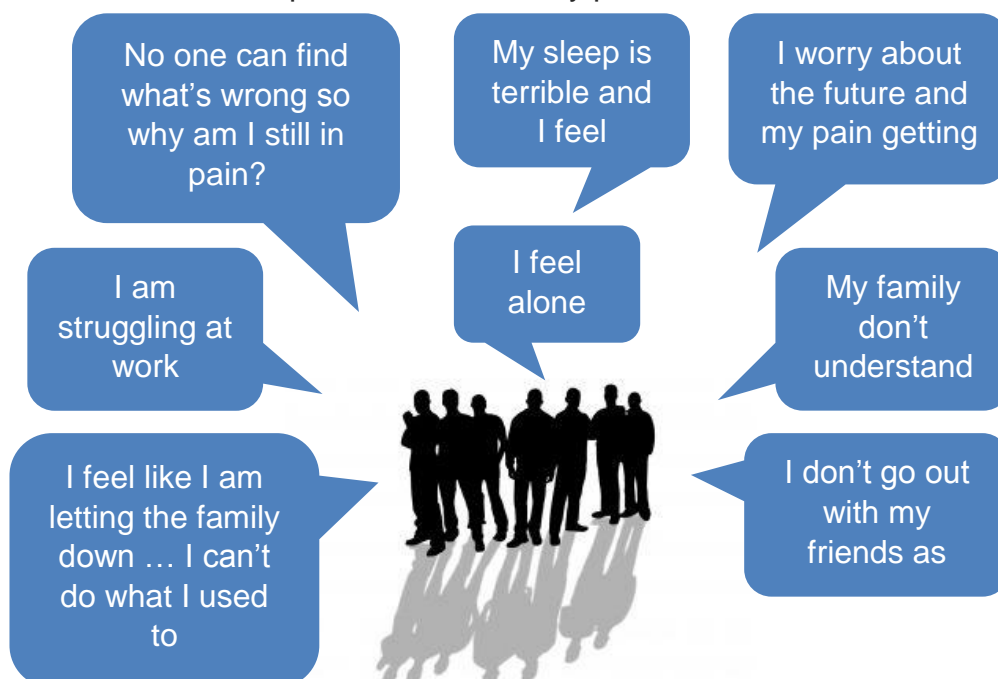 No one can find
what's wrong so
why am I still in
pain?
My sleep is
terrible and
I feel
I worry about
the future and
my pain getting
I feel
alone
I am
struggling at
work
My family
don't
understand
I feel like I am
letting the family
down … I can't
do what I used
to
I don't go out
with my
friends as